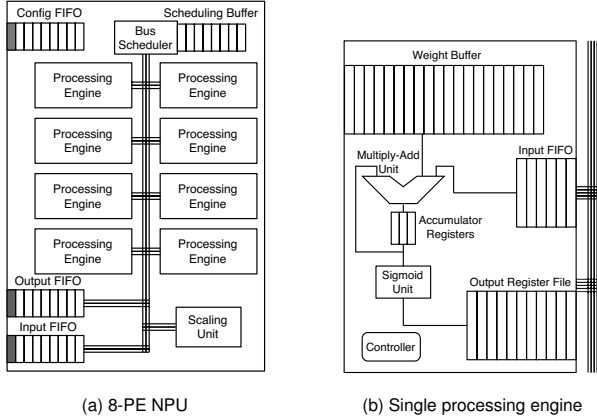 Config FIFO
Scheduling Buffer
Bus
Scheduler
Processing
Engine
Processing
Engine
Processing
Engine
Processing
Engine
Processing
Engine
Processing
Engine
Processing
Engine
Processing
Engine
Output FIFO
Input FIFO
Scaling
Unit
(a) 8-PE NPU
Weight Buffer
Multiply-Add
Unit
Input FIFO
Accumulator
Registers
Sigmoid
Unit
Output Register File
Controller
(b) Single processing engine